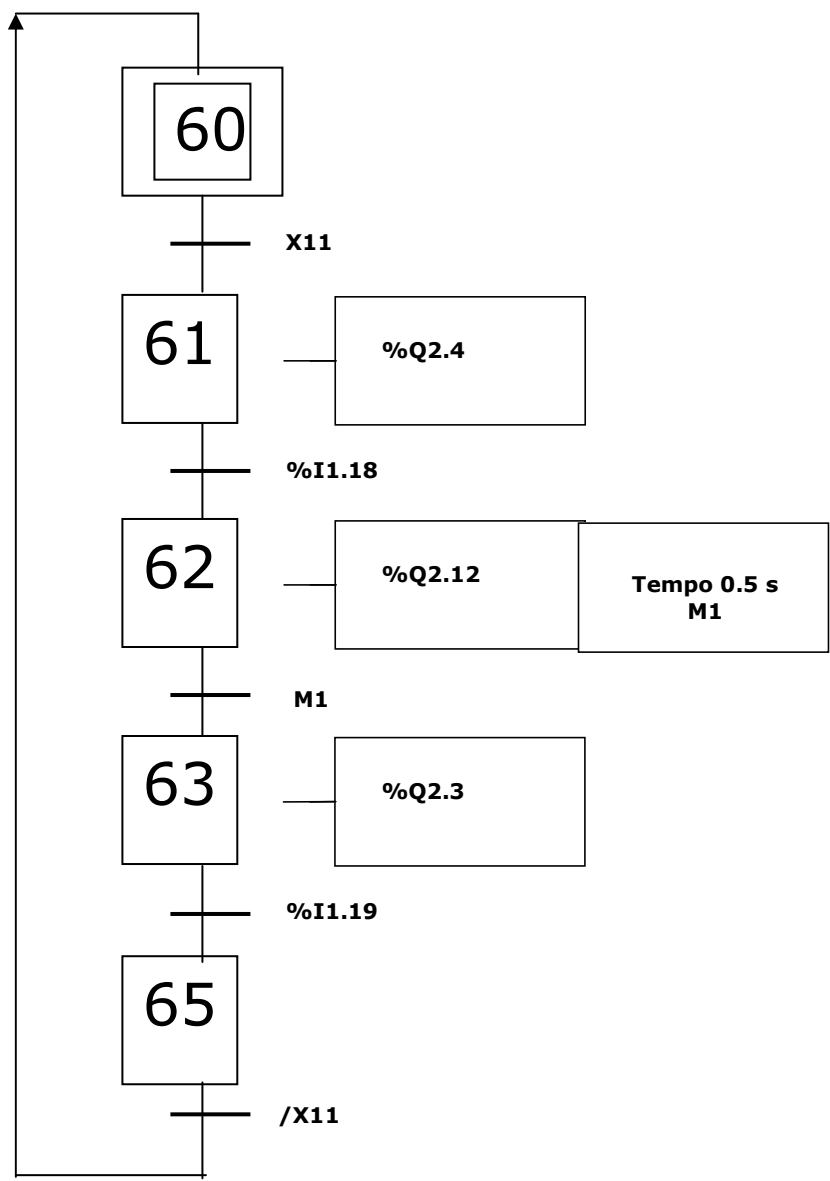 60
X11
61
%Q2.4
%I1.18
62
%Q2.12
Tempo 0.5 s
M1
M1
63
%Q2.3
%I1.19
65
/X11